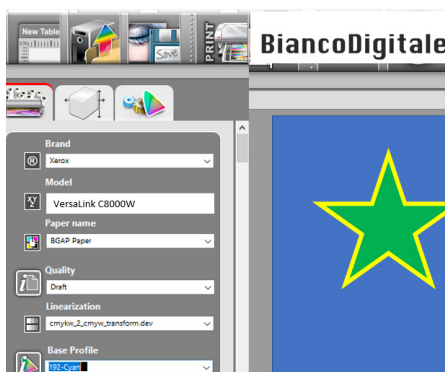 New Table
Save
PRINT
BiancoDigitale
Brand
® Xerox
Model
XY VersaLink C8000W
Paper name
BGAP Paper
Quality
Draft
Linearization
cmykw_2_cmyw_transform.dev
Base Profile
192-Cyan